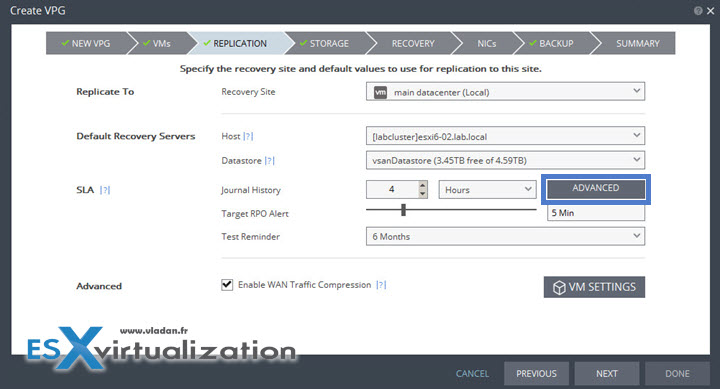 Create VPG
NEW VPG VMs REPLICATION STORAGE RECOVERY NICs BACKUP SUMMARY
Specify the recovery site and default values to use for replication to this site.
Replicate To Recovery Site vm main datacenter (Local)
Default Recovery Servers Host [?] [labcluster]esxi6-02.lab.local
Datastore [?] vsanDatastore (3.45TB free of 4.59TB)
SLA [?] Journal History 4 Hours ADVANCED
Target RPO Alert 5 Min
Test Reminder 6 Months
Advanced Enable WAN Traffic Compression [?] VM SETTINGS
www.vladan.fr
ESXvirtualization
CANCEL PREVIOUS NEXT DONE